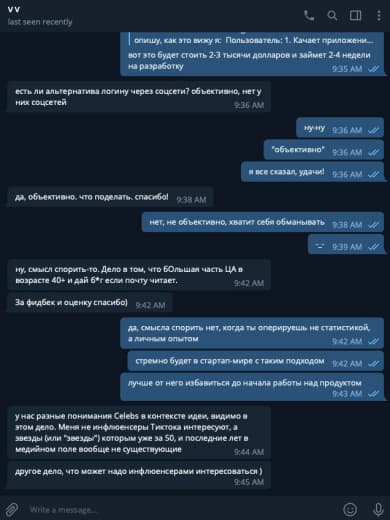 v v
last seen recently
опишу, как это вижу я: Пользователь: 1. Качает приложени...
вот это будет стоить 2-3 тысячи долларов и займет 2-4 недели
на разработку
9:35 AM
есть ли альтернатива логину через соцсети? объективно, нет у
них соцсетей
9:36 AM
ну-ну 9:36 AM
"объективно" 9:36 AM
я все сказал, удачи! 9:36 AM
да, объективно. что поделать. спасибо! 9:38 AM
нет, не объективно, хватит себя обманывать 9:38 AM
-_- 9:39 AM
ну, смысл спорить-то. Дело в том, что бОльшая часть ЦА в
возрасте 40+ и дай б*г если почту читает.
9:42 AM
За фидбек и оценку спасибо) 9:42 AM
да, смысла спорить нет, когда ты оперируешь не статистикой,
а личным опытом
9:42 AM
стремно будет в стартап-мире с таким подходом 9:42 AM
лучше от него избавиться до начала работы над продуктом
9:43 AM
у нас разные понимания Celebs в контексте идеи, видимо в
этом дело. Меня не инфлюенсеры Тиктока интересуют, а
звезды (или "звезды") которым уже за 50, и последние лет в
медийном поле вообще не существующие
9:44 AM
другое дело, что может надо инфлюенсерами интересоваться )
9:45 AM
Write a message...